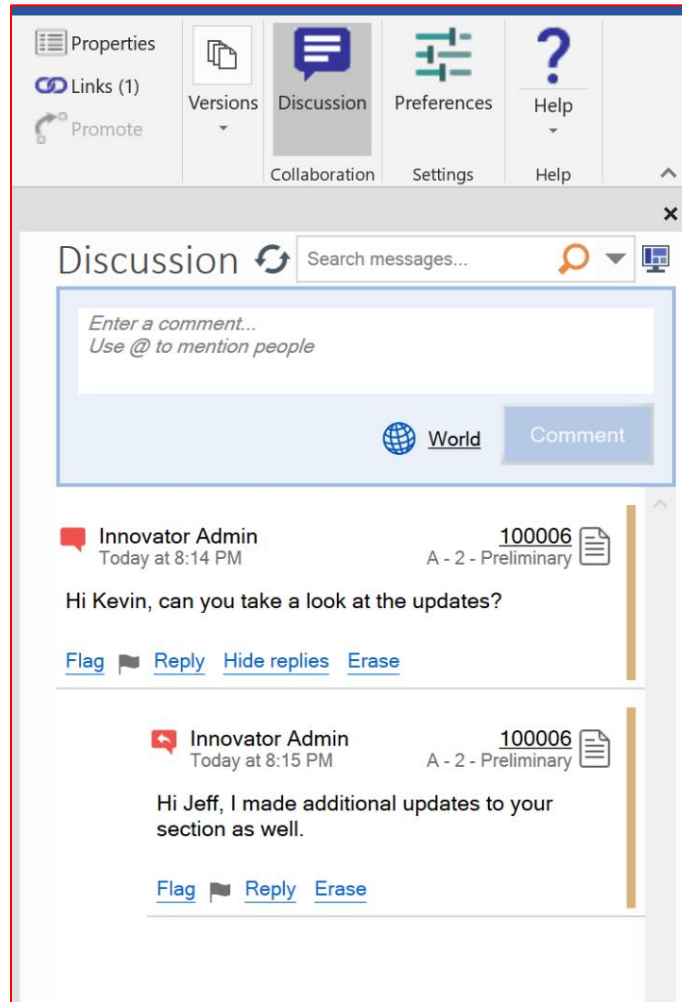 Properties
Links (1)
Promote
Versions
Discussion
Preferences
Help
Collaboration
Settings
Help
Discussion
Search messages...
Enter a comment...
Use @ to mention people
World
Comment
Innovator Admin
100006
Today at 8:14 PM
A - 2 - Preliminary
Hi Kevin, can you take a look at the updates?
Flag Reply Hide replies Erase
Innovator Admin
100006
Today at 8:15 PM
A - 2 - Preliminary
Hi Jeff, I made additional updates to your
section as well.
Flag Reply Erase